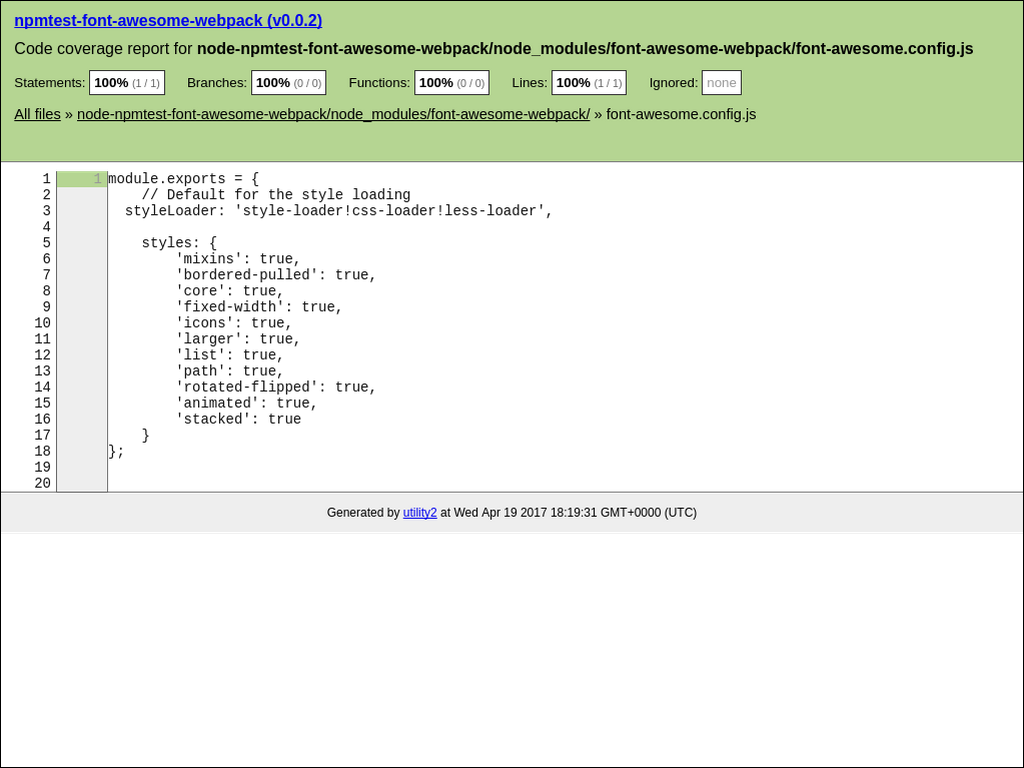 npmtest-font-awesome-webpack (v0.0.2)
Code coverage report for node-npmtest-font-awesome-webpack/node_modules/font-awesome-webpack/font-awesome.config.js
Statements: 100% (1 / 1) Branches: 100% (0 / 0) Functions: 100% (0 / 0) Lines: 100% (1 / 1) Ignored: none
All files » node-npmtest-font-awesome-webpack/node_modules/font-awesome-webpack/ » font-awesome.config.js
1 1 module.exports = {
2     // Default for the style loading
3   styleLoader: 'style-loader!css-loader!less-loader',
4
5     styles: {
6         'mixins': true,
7         'bordered-pulled': true,
8         'core': true,
9         'fixed-width': true,
10         'icons': true,
11         'larger': true,
12         'list': true,
13         'path': true,
14         'rotated-flipped': true,
15         'animated': true,
16         'stacked': true
17     }
18 };
19
20
Generated by utility2 at Wed Apr 19 2017 18:19:31 GMT+0000 (UTC)